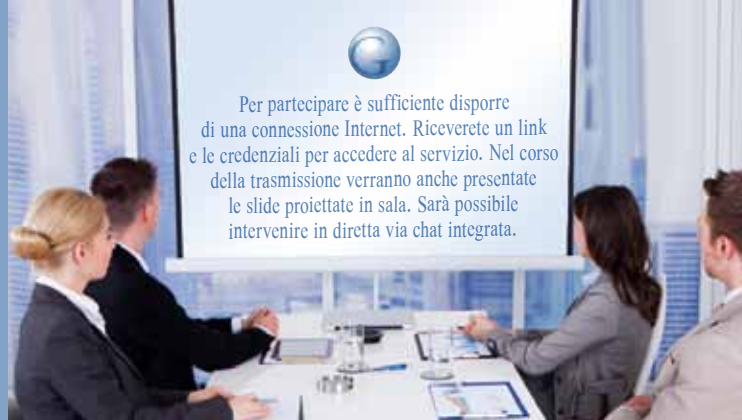 Per partecipare è sufficiente disporre
di una connessione Internet. Riceverete un link
e le credenziali per accedere al servizio. Nel corso
della trasmissione verranno anche presentate
le slide proiettate in sala. Sarà possibile
intervenire in diretta via chat integrata.